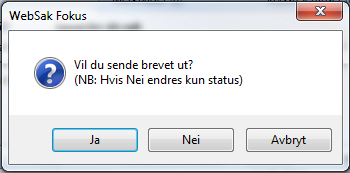 WebSak Fokus
Vil du sende brevet ut?
(NB: Hvis Nei endres kun status)
Ja
Nei
Avbryt